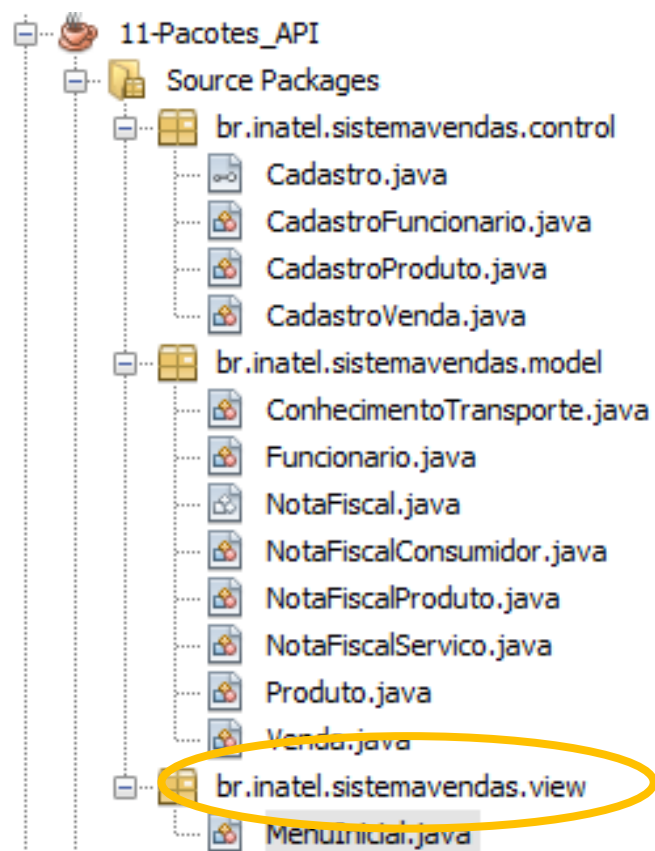 11-Pacotes_API
Source Packages
br.inatel.sistemavendas.control
Cadastro.java
CadastroFuncionario.java
CadastroProduto.java
CadastroVenda.java
br.inatel.sistemavendas.model
ConhecimentoTransporte.java
Funcionario.java
NotaFiscal.java
NotaFiscalConsumidor.java
NotaFiscalProduto.java
NotaFiscalServico.java
Produto.java
Venda.java
br.inatel.sistemavendas.view
MenuInicial.java